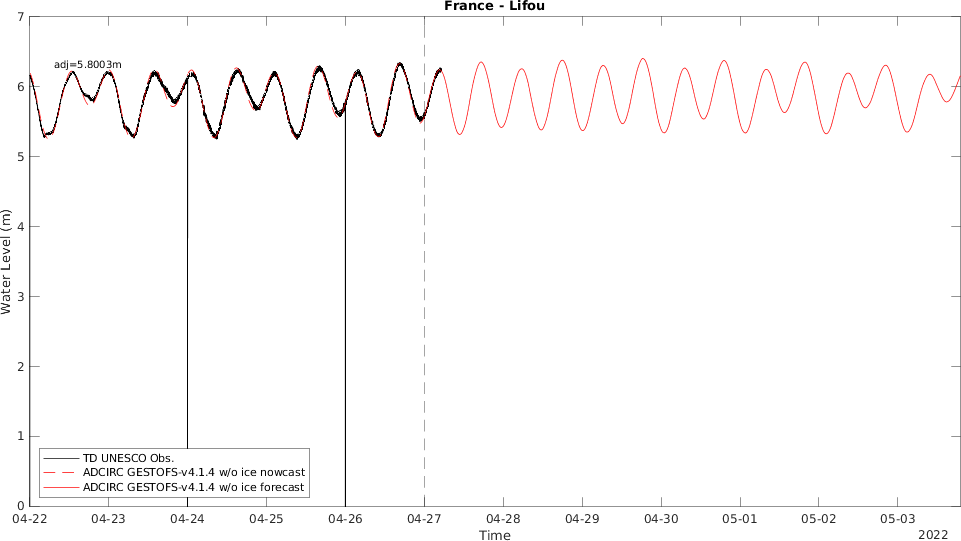 France - Lifou
7
6
5
4
3
2
1
0
Water Level (m)
adj=5.8003m
TD UNESCO Obs.
ADCIRC GESTOFS-v4.1.4 w/o ice nowcast
ADCIRC GESTOFS-v4.1.4 w/o ice forecast
04-22 04-23 04-24 04-25 04-26 04-27 04-28 04-29 04-30 05-01 05-02 05-03
Time
2022